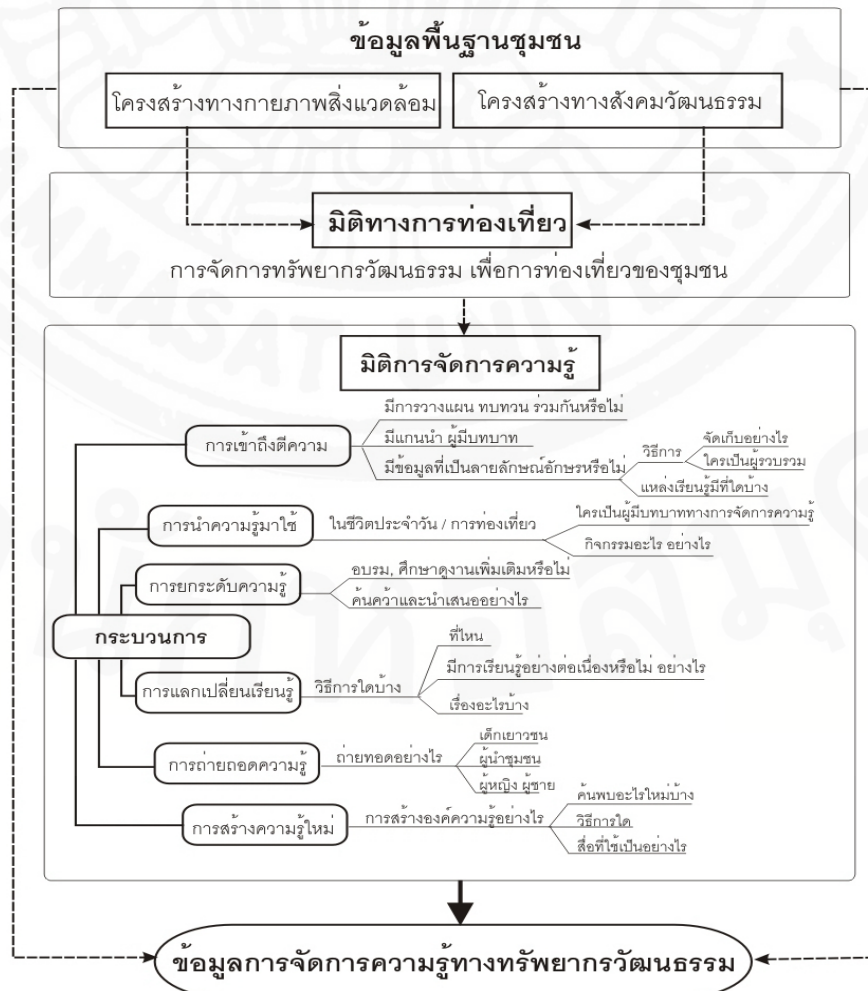 ข้อมูลพื้นฐานชุมชน
โครงสร้างทางกายภาพสิ่งแวดล้อม
โครงสร้างทางสังคมวัฒนธรรม
มิติทางการท่องเที่ยว
การจัดการทรัพยากรวัฒนธรรม เพื่อการท่องเที่ยวของชุมชน
มิติการจัดการความรู้
การเข้าถึงตีความ
มีการวางแผน ทบทวน ร่วมกันหรือไม่
มีแกนนำ ผู้มีบทบาท
มีข้อมูลที่เป็นลายลักษณ์อักษรหรือไม่
วิธีการ
จัดเก็บอย่างไร
ใครเป็นผู้รวบรวม
แหล่งเรียนรู้มีที่ใดบ้าง
การนำความรู้มาใช้
ในชีวิตประจำวัน / การท่องเที่ยว
ใครเป็นผู้มีบทบาททางการจัดการความรู้
กิจกรรมอะไร อย่างไร
การยกระดับความรู้
อบรม, ศึกษาดูงานเพิ่มเติมหรือไม่
ค้นคว้าและนำเสนออย่างไร
กระบวนการ
การแลกเปลี่ยนเรียนรู้
วิธีการใดบ้าง
ที่ไหน
มีการเรียนรู้อย่างต่อเนื่องหรือไม่ อย่างไร
เรื่องอะไรบ้าง
การถ่ายถอดความรู้
ถ่ายทอดอย่างไร
เด็กเยาวชน
ผู้นำชุมชน
ผู้หญิง ผู้ชาย
การสร้างความรู้ใหม่
การสร้างองค์ความรู้อย่างไร
ค้นพบอะไรใหม่บ้าง
วิธีการใด
สื่อที่ใช้เป็นอย่างไร
ข้อมูลการจัดการความรู้ทางทรัพยากรวัฒนธรรม